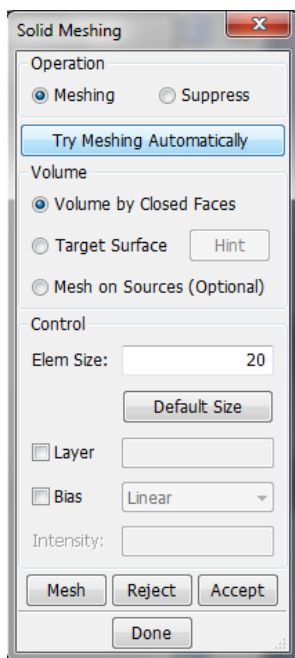 Solid Meshing
Operation
Meshing Suppress
Try Meshing Automatically
Volume
Volume by Closed Faces
Target Surface Hint
Mesh on Sources (Optional)
Control
Elem Size: 20
Default Size
Layer
Bias Linear
Intensity:
Mesh Reject Accept
Done